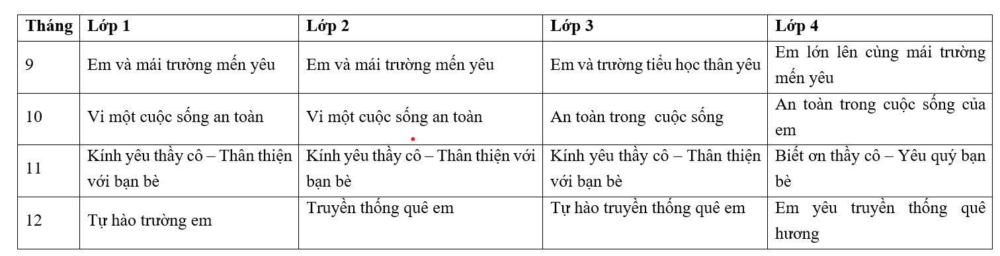 Tháng Lớp 1 Lớp 2 Lớp 3 Lớp 4
9 Em và mái trường mến yêu Em và mái trường mến yêu Em và trường tiểu học thân yêu Em lớn lên cùng mái trường
mến yêu
10 Vi một cuộc sống an toàn Vi một cuộc sống an toàn An toàn trong cuộc sống An toàn trong cuộc sống của
em
11 Kính yêu thầy cô – Thân thiện Kính yêu thầy cô – Thân thiện với Kính yêu thầy cô – Thân thiện Biết ơn thầy cô – Yêu quý bạn
với bạn bè bạn bè với bạn bè bè
12 Tự hào trường em Truyền thống quê em Tự hào truyền thống quê em Em yêu truyền thống quê
hương